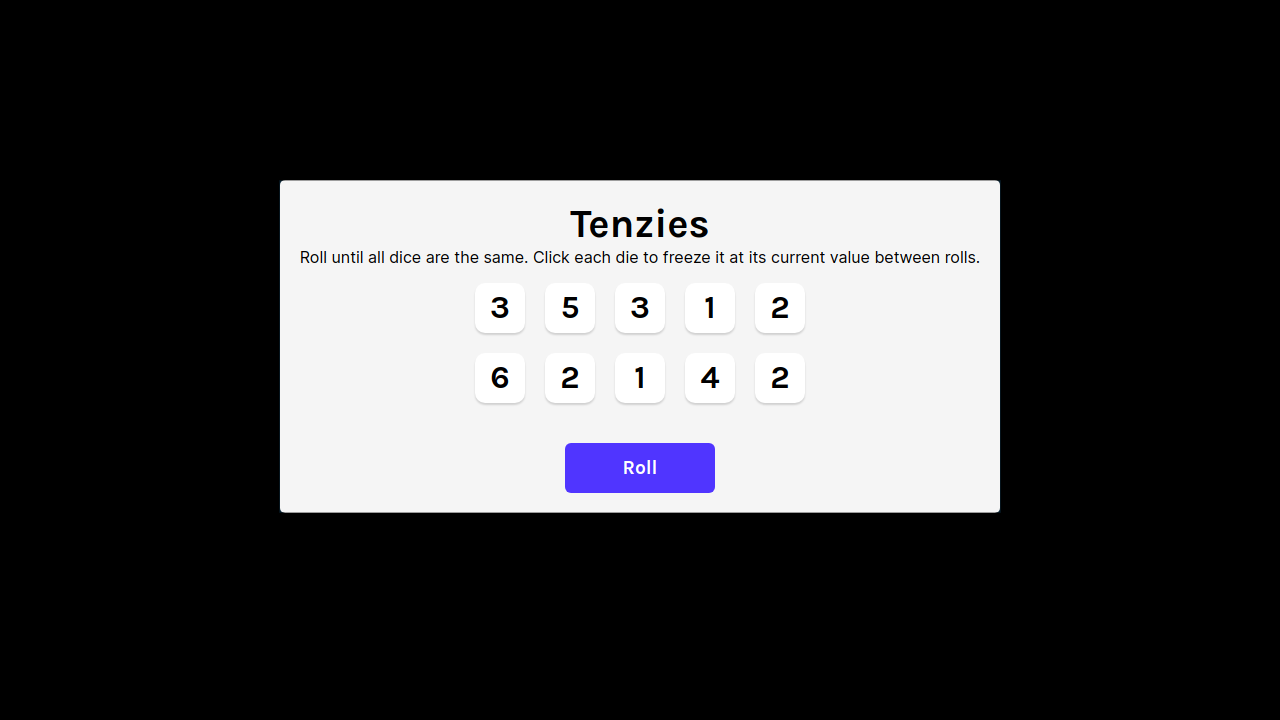 Tenzies
Roll until all dice are the same. Click each die to freeze it at its current value between rolls.
3 5 3 1 2
6 2 1 4 2
Roll